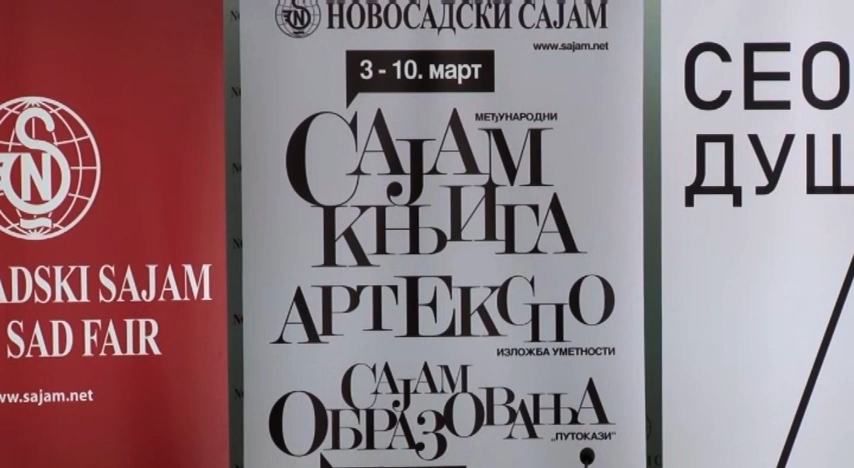 ADSKI SAJAM
SAD FAIR
www.sajam.net
НОВОСАДСКИ САЈАМ
www.sajam.net
3 - 10. март
МЕЂУНАРОДНИ
САЈАМ
КЊИГА
АРТЕКСПО
ИЗЛОЖБА УМЕТНОСТИ
САЈАМ
ОБРАЗОВАЊА
„ПУТОКАЗИ"
СЕО
ДУШ